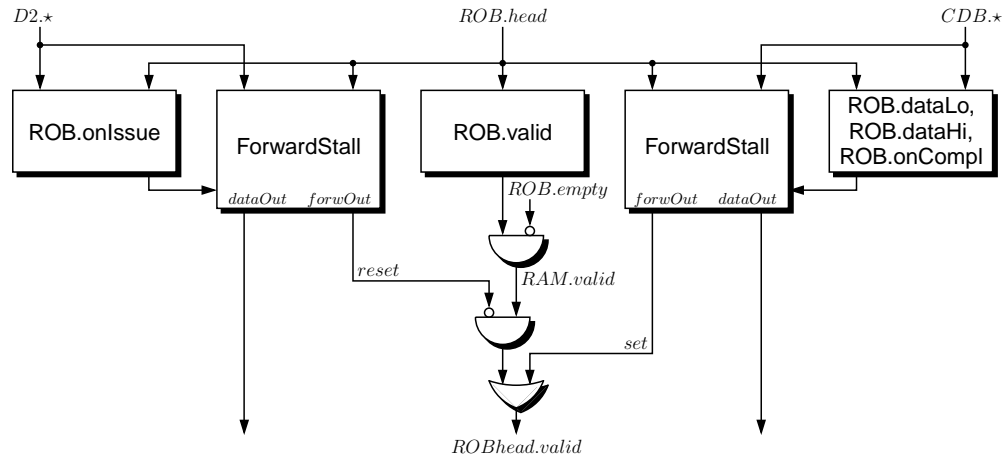 D2.⋆
ROB.head
CDB.⋆
ROB.onIssue
ForwardStall
ROB.valid
ForwardStall
ROB.dataLo,
ROB.dataHi,
ROB.onCompl
dataOut
forwOut
ROB.empty
forwOut
dataOut
reset
RAM.valid
set
ROBhead.valid